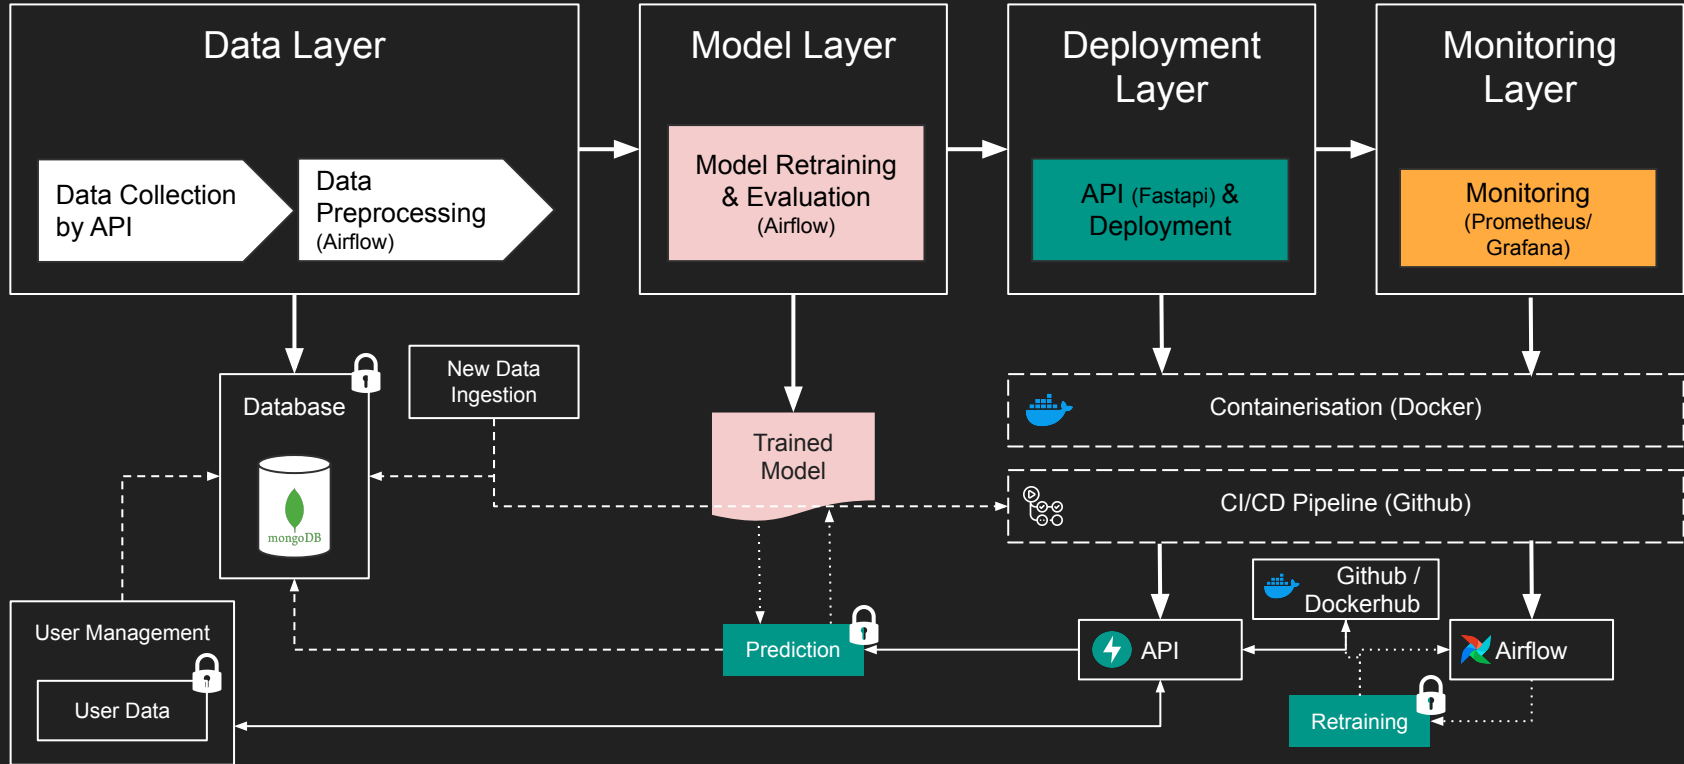 Data Layer
Data Collection
by API
Data
Preprocessing
(Airflow)
Model Layer
Model Retraining
& Evaluation
(Airflow)
Deployment
Layer
API (Fastapi) &
Deployment
Monitoring
Layer
Monitoring
(Prometheus/
Grafana)
Database
mongoDB
New Data
Ingestion
Trained
Model
Containerisation (Docker)
CI/CD Pipeline (Github)
Github /
Dockerhub
User Management
User Data
Prediction
API
Airflow
Retraining